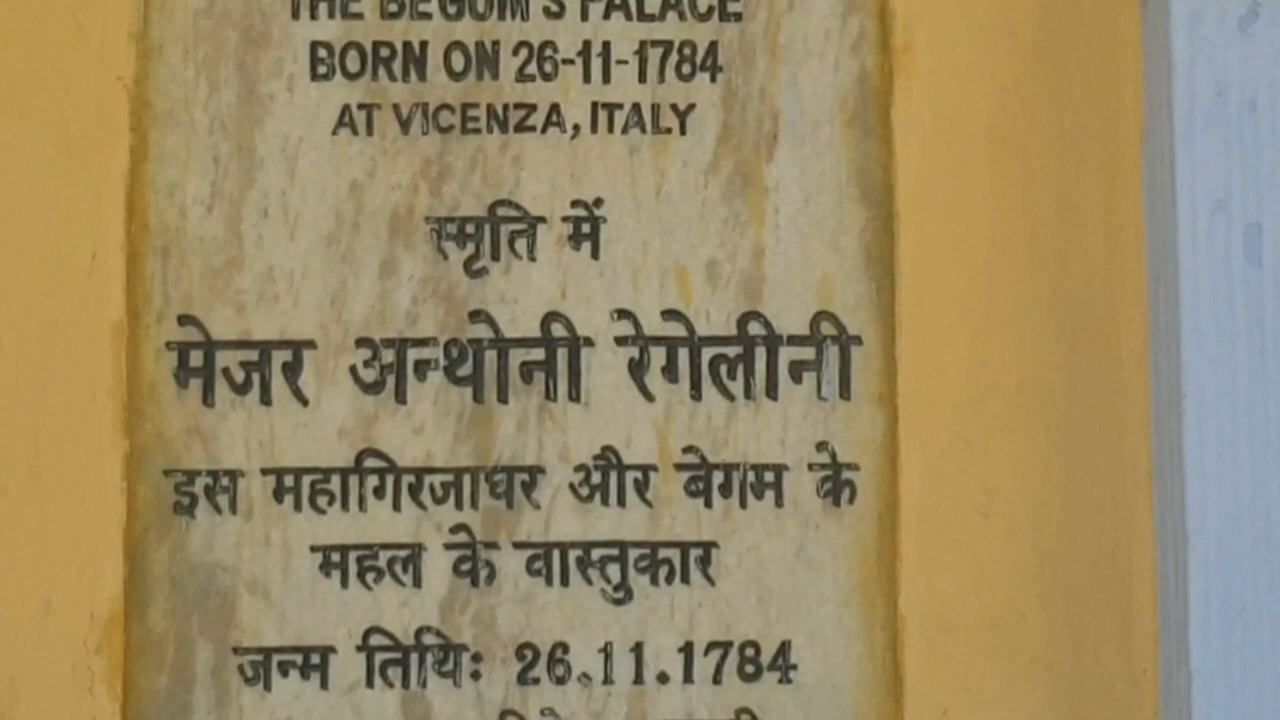 THE BEGUM'S PALACE
BORN ON 26-11-1784
AT VICENZA, ITALY
स्मृति में
मेजर अन्थोनी रेगेलीनी
इस महागिरजाघर और बेगम के
महल के वास्तुकार
जन्म तिथि: 26.11.1784